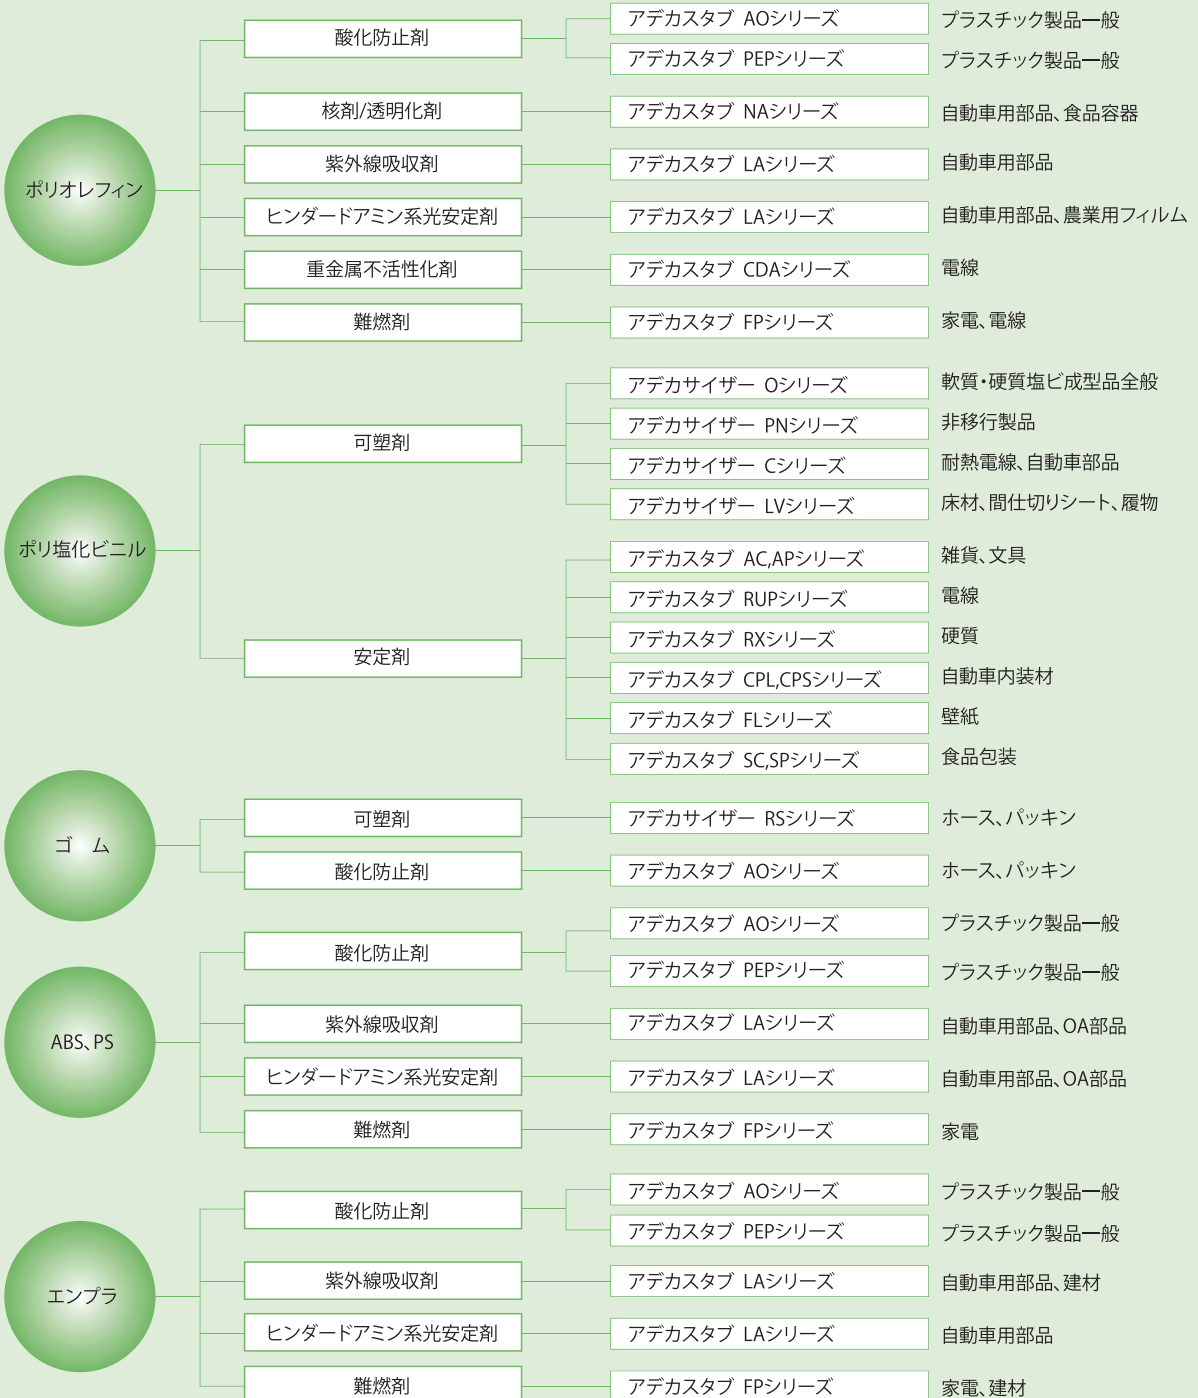 ポリオレフィン
酸化防止剤
アデカスタブ AOシリーズ
プラスチック製品一般
アデカスタブ PEPシリーズ
プラスチック製品一般
核剤/透明化剤
アデカスタブ NAシリーズ
自動車用部品、食品容器
紫外線吸収剤
アデカスタブ LAシリーズ
自動車用部品
ヒンダードアミン系光安定剤
アデカスタブ LAシリーズ
自動車用部品、農業用フィルム
重金属不活性化剤
アデカスタブ CDAシリーズ
電線
難燃剤
アデカスタブ FPシリーズ
家電、電線
ポリ塩化ビニル
可塑剤
アデカサイザー Oシリーズ
軟質・硬質塩ビ成型品全般
アデカサイザー PNシリーズ
非移行製品
アデカサイザー Cシリーズ
耐熱電線、自動車部品
アデカサイザー LVシリーズ
床材、間仕切りシート、履物
安定剤
アデカスタブ AC,APシリーズ
雑貨、文具
アデカスタブ RUPシリーズ
電線
アデカスタブ RXシリーズ
硬質
アデカスタブ CPL,CPSシリーズ
自動車内装材
アデカスタブ FLシリーズ
壁紙
アデカスタブ SC,SPシリーズ
食品包装
ゴ ム
可塑剤
アデカサイザー RSシリーズ
ホース、パッキン
酸化防止剤
アデカスタブ AOシリーズ
ホース、パッキン
ABS、PS
酸化防止剤
アデカスタブ AOシリーズ
プラスチック製品一般
アデカスタブ PEPシリーズ
プラスチック製品一般
紫外線吸収剤
アデカスタブ LAシリーズ
自動車用部品、OA部品
ヒンダードアミン系光安定剤
アデカスタブ LAシリーズ
自動車用部品、OA部品
難燃剤
アデカスタブ FPシリーズ
家電
エンプラ
酸化防止剤
アデカスタブ AOシリーズ
プラスチック製品一般
アデカスタブ PEPシリーズ
プラスチック製品一般
紫外線吸収剤
アデカスタブ LAシリーズ
自動車用部品、建材
ヒンダードアミン系光安定剤
アデカスタブ LAシリーズ
自動車用部品
難燃剤
アデカスタブ FPシリーズ
家電、建材